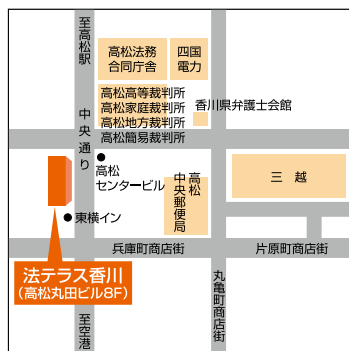 至高松駅
高松法務
合同庁舎
四国
電力
高松高等裁判所
高松家庭裁判所
高松地方裁判所
高松簡易裁判所
香川県弁護士会館
中央通り
高松
センタービル
高松
中央郵便局
三越
東横イン
兵庫町商店街
片原町商店街
丸亀町商店街
法テラス香川
(高松丸田ビル8F)
至空港